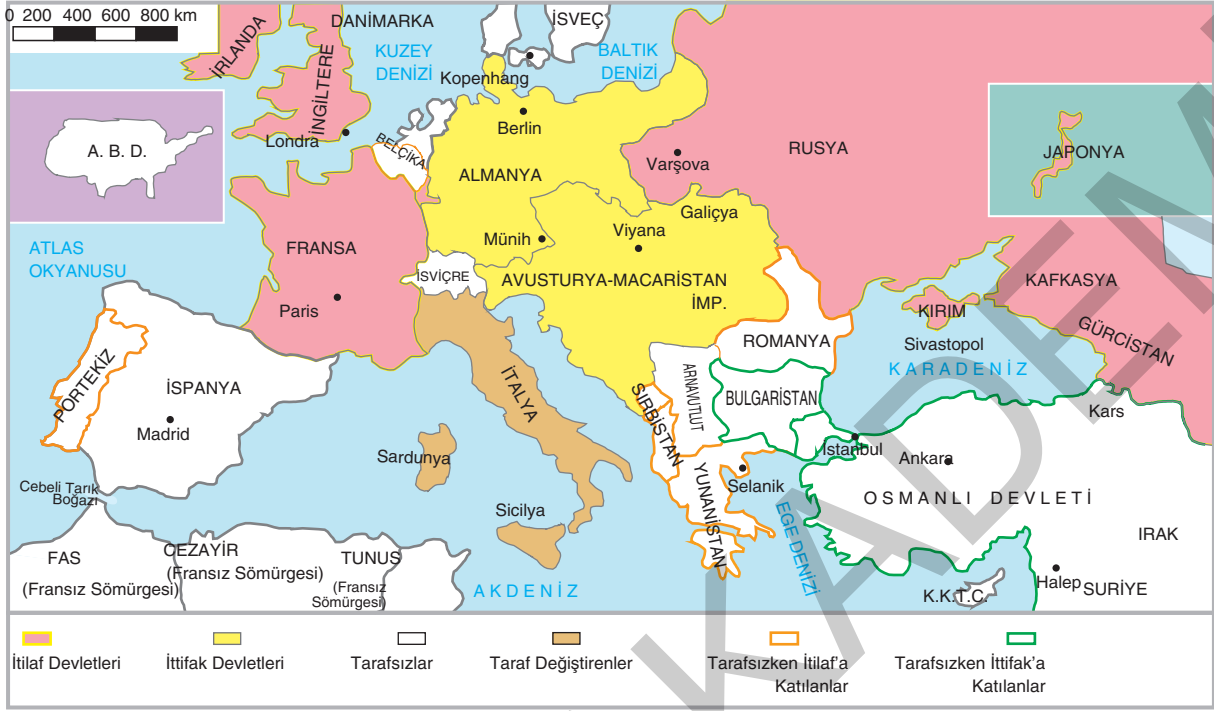 0 200 400 600 800 km
İRLANDA
İNGİLTERE
DANİMARKA
İSVEÇ
KUZEY
DENİZİ
BALTIK
DENİZİ
Kopenhang
Berlin
Londra
BELÇİKA
A. B. D.
ALMANYA
Varşova
RUSYA
JAPONYA
Galiçya
Münih
Viyana
ATLAS
OKYANUSU
FRANSA
İSVİÇRE
AVUSTURYA-MACARİSTAN
İMP.
KAFKASYA
Paris
KIRIM
GÜRCİSTAN
Sivastopol
ROMANYA
KARADENİZ
PORTEKİZ
İSPANYA
İTALYA
SIRBİSTAN
ARNAVUTLUT
BULGARİSTAN
Kars
Madrid
Sardunya
İstanbul
Ankara
Selanik
YUNANİSTAN
OSMANLI DEVLETİ
Cebeli Tarık
Boğazı
Sicilya
EGE DENİZİ
IRAK
FAS
(Fransız Sömürgesi)
CEZAYİR
(Fransız Sömürgesi)
TUNUS
(Fransız
Sömürgesi)
AKDENİZ
K.K.T.C.
Halep
SURİYE
İtilaf Devletleri
İttifak Devletleri
Tarafsızlar
Taraf Değiştirenler
Tarafsızken İtilaf'a
Katılanlar
Tarafsızken İttifak'a
Katılanlar
KADEM